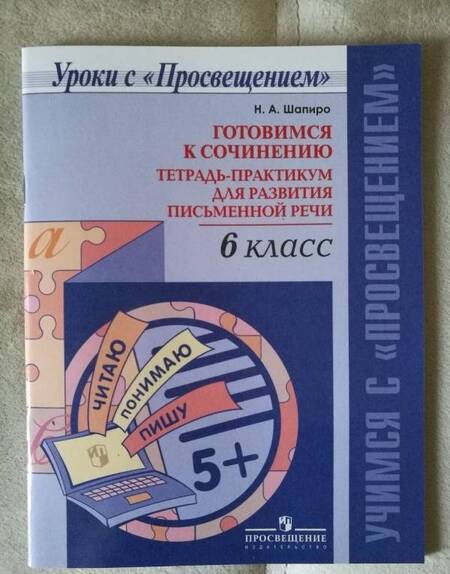 Уроки с «Просвещением»
Н. А. Шапиро
ГОТОВИМСЯ
К СОЧИНЕНИЮ
ТЕТРАДЬ-ПРАКТИКУМ
ДЛЯ РАЗВИТИЯ
ПИСЬМЕННОЙ РЕЧИ
6 класс
а
ЧИТАЮ
ПОНИМАЮ
ПИШУ
5+
ПРОСВЕЩЕНИЕ
ИЗДАТЕЛЬСТВО
УЧИМСЯ С «ПРОСВЕЩЕНИЕМ»